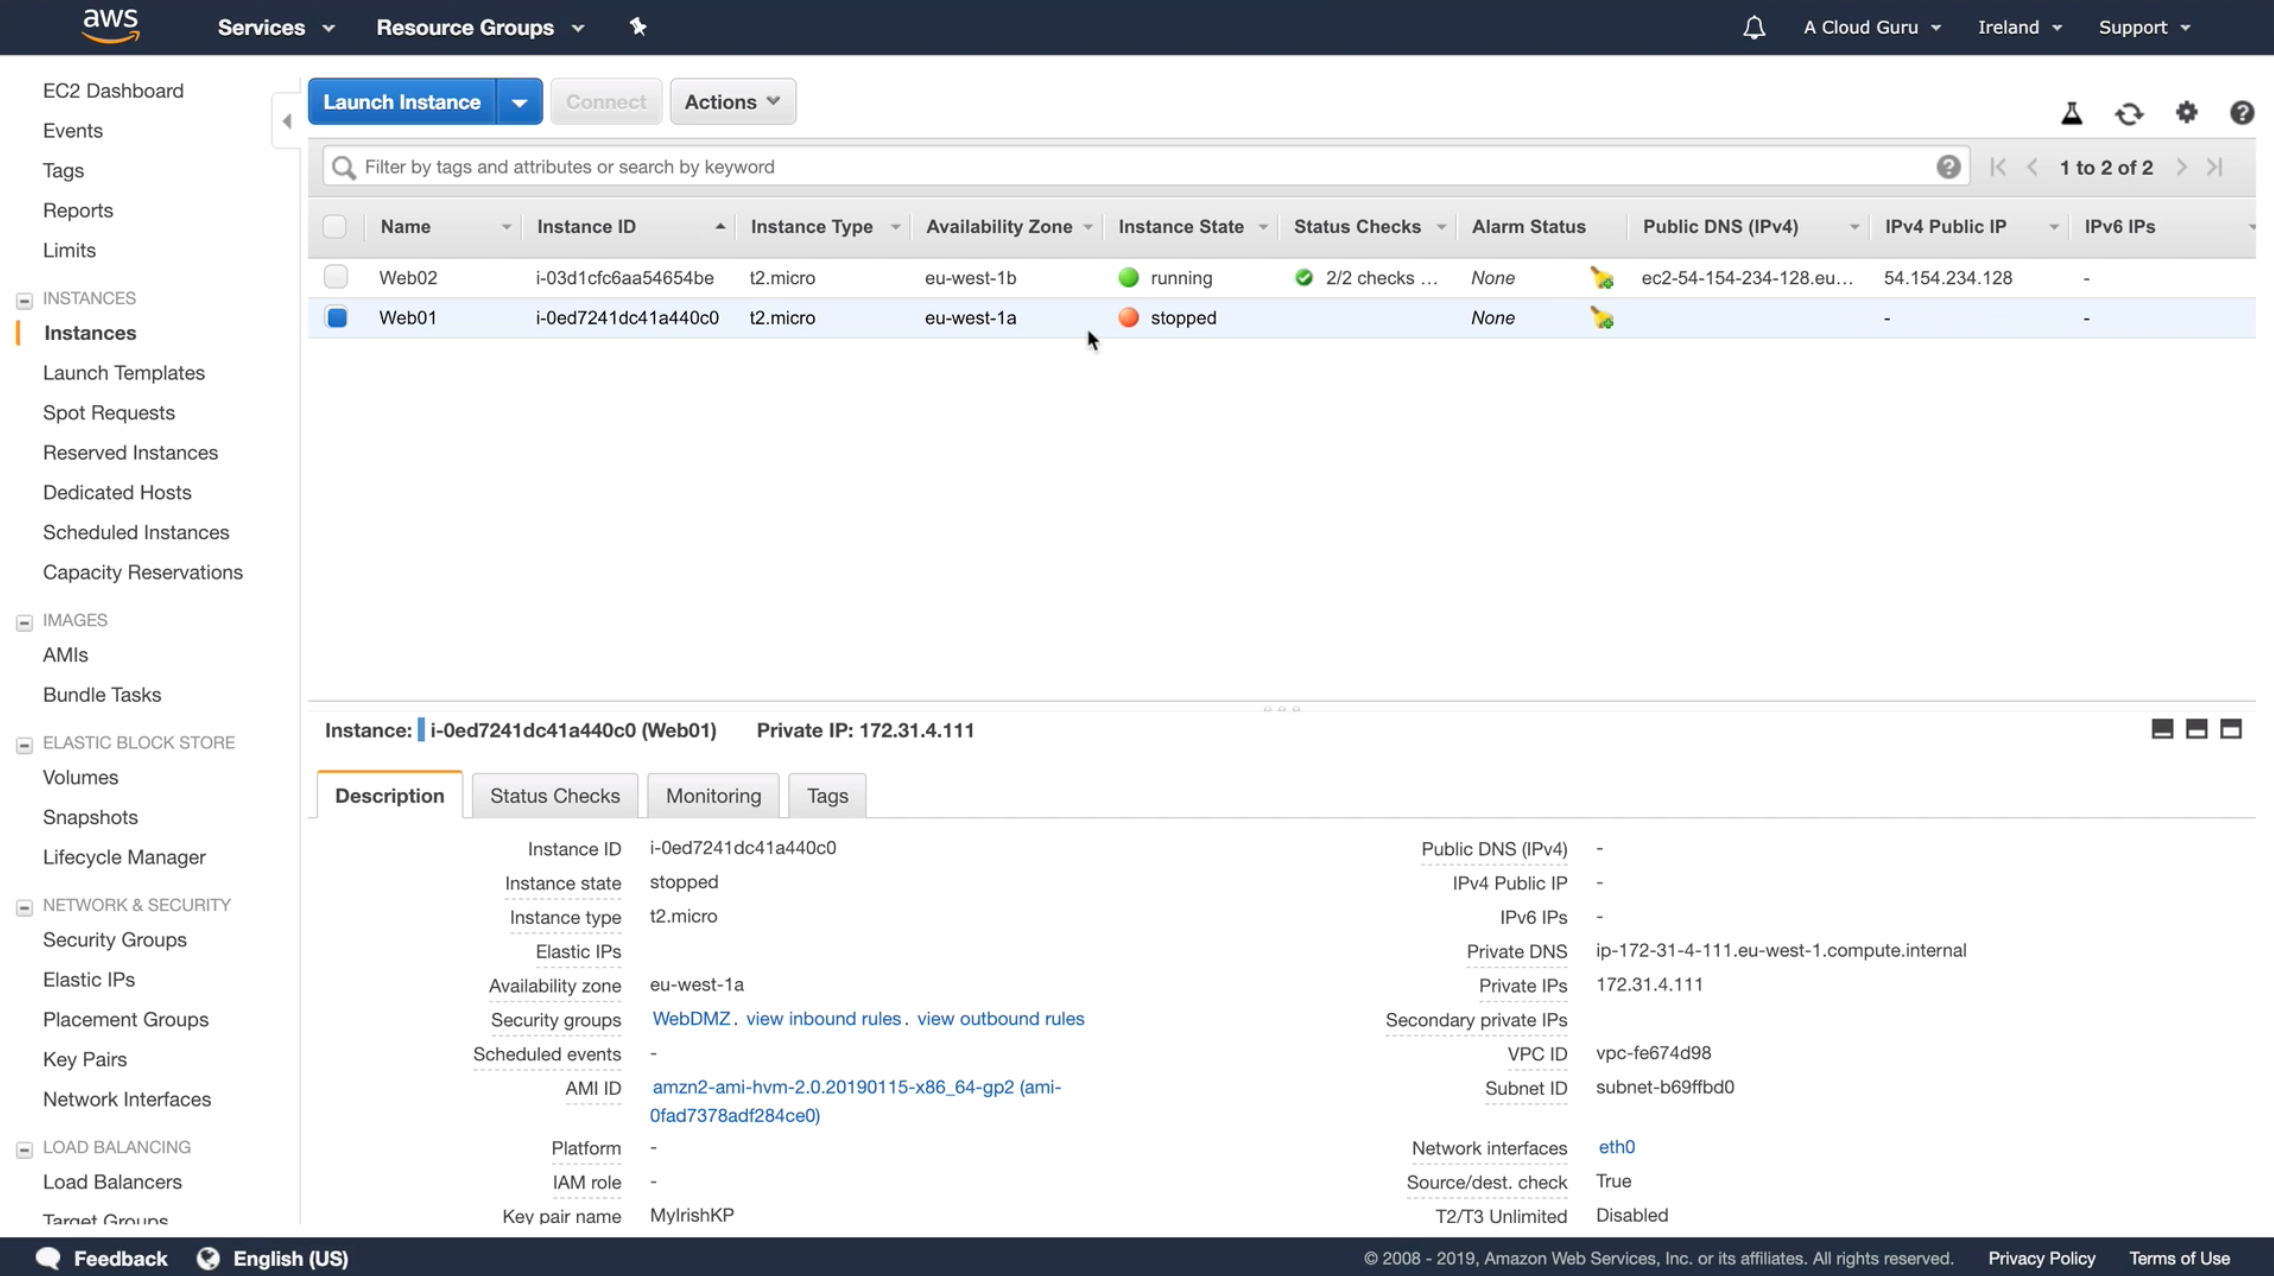 aws Services Resource Groups A Cloud Guru Ireland Support
EC2 Dashboard
Events
Tags
Reports
Limits
INSTANCES
Instances
Launch Templates
Spot Requests
Reserved Instances
Dedicated Hosts
Scheduled Instances
Capacity Reservations
IMAGES
AMIs
Bundle Tasks
ELASTIC BLOCK STORE
Volumes
Snapshots
Lifecycle Manager
NETWORK & SECURITY
Security Groups
Elastic IPs
Placement Groups
Key Pairs
Network Interfaces
LOAD BALANCING
Load Balancers
Target Groups
Launch Instance Connect Actions
Filter by tags and attributes or search by keyword 1 to 2 of 2
Name Instance ID Instance Type Availability Zone Instance State Status Checks Alarm Status Public DNS (IPv4) IPv4 Public IP IPv6 IPs
Web02 i-03d1cfc6aa54654be t2.micro eu-west-1b running 2/2 checks ... None ec2-54-154-234-128.eu... 54.154.234.128 -
Web01 i-0ed7241dc41a440c0 t2.micro eu-west-1a stopped None - -
Instance: i-0ed7241dc41a440c0 (Web01) Private IP: 172.31.4.111
Description Status Checks Monitoring Tags
Instance ID i-0ed7241dc41a440c0
Instance state stopped
Instance type t2.micro
Elastic IPs
Availability zone eu-west-1a
Security groups WebDMZ. view inbound rules. view outbound rules
Scheduled events -
AMI ID amzn2-ami-hvm-2.0.20190115-x86_64-gp2 (ami-
0fad7378adf284ce0)
Platform -
IAM role -
Key pair name MyIrishKP
Public DNS (IPv4) -
IPv4 Public IP -
IPv6 IPs -
Private DNS ip-172-31-4-111.eu-west-1.compute.internal
Private IPs 172.31.4.111
Secondary private IPs
VPC ID vpc-fe674d98
Subnet ID subnet-b69ffbd0
Network interfaces eth0
Source/dest. check True
T2/T3 Unlimited Disabled
Feedback English (US) © 2008 - 2019, Amazon Web Services, Inc. or its affiliates. All rights reserved. Privacy Policy Terms of Use